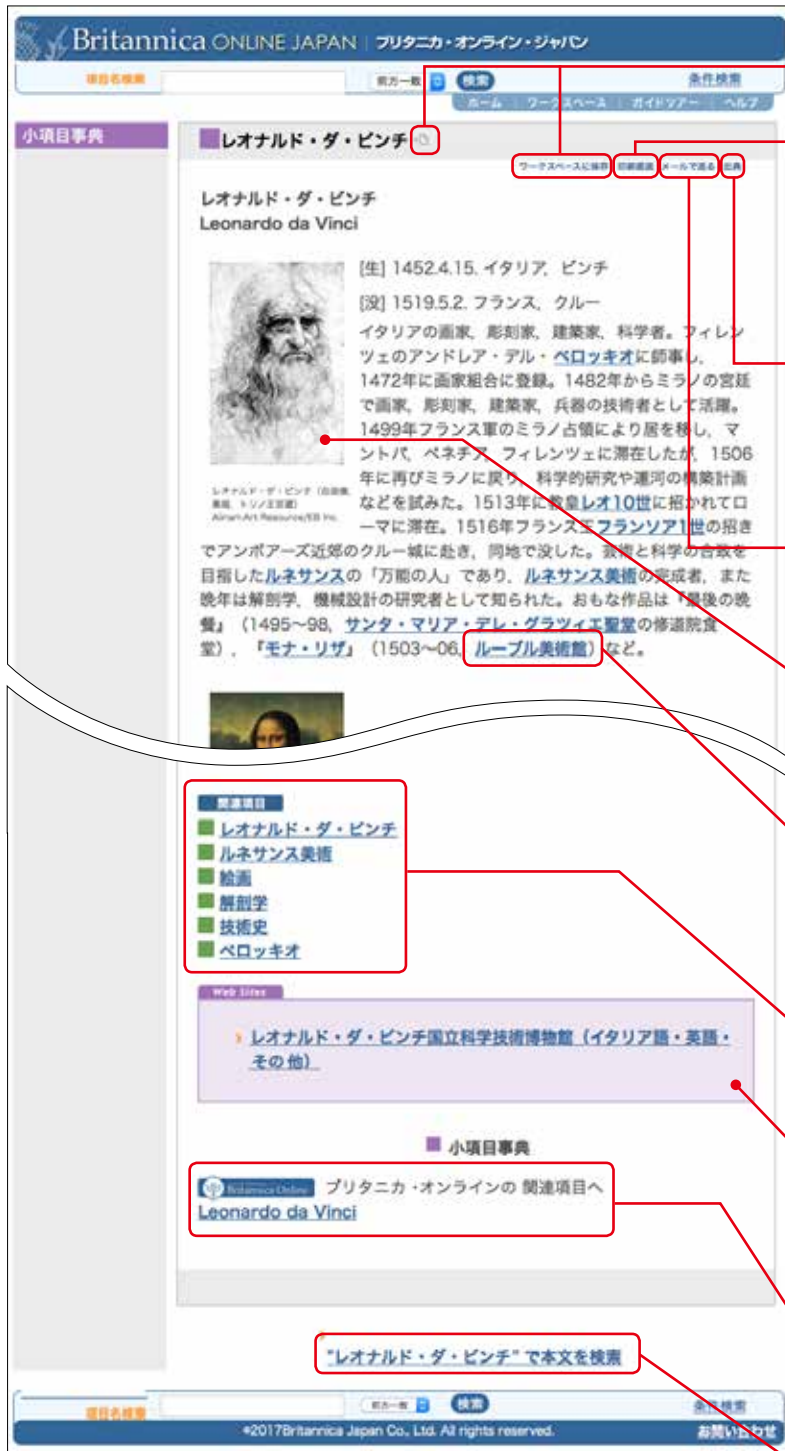 Britannica ONLINE JAPAN | ブリタニカ・オンライン・ジャパン
項目名検索
前方一致
検索
条件検索
ホーム | ワークスペース | ガイドツアー | ヘルプ
小項目事典
レオナルド・ダ・ビンチ
ワークスペースに保存 印刷画面 メールで送る 出典
レオナルド・ダ・ビンチ
Leonardo da Vinci
[生] 1452.4.15. イタリア, ビンチ
[没] 1519.5.2. フランス, クルー
イタリアの画家, 彫刻家, 建築家, 科学者。フィレン
ツェのアンドレア・デル・ベロッキオに師事し,
1472年に画家組合に登録。1482年からミラノの宮廷
で画家, 彫刻家, 建築家, 兵器の技術者として活躍。
1499年フランス軍のミラノ占領により居を移し, マ
ントバ, ベネチア, フィレンツェに滞在したが, 1506
年に再びミラノに戻り, 科学的研究や運河の構築計画
などを試みた。1513年に教皇レオ10世に招かれてロ
ーマに滞在。1516年フランス王フランソア1世の招き
でアンボアーズ近郊のクルー城に赴き, 同地で没した。芸術と科学の合致を
目指したルネサンスの「万能の人」であり, ルネサンス美術の完成者, また
晩年は解剖学, 機械設計の研究者として知られた。おもな作品は『最後の晩
餐』（1495～98, サンタ・マリア・デレ・グラツィエ聖堂の修道院食
堂）, 『モナ・リザ』（1503～06, ルーブル美術館）など。
レオナルド・ダ・ビンチ（自画像,
素描, トリノ王宮蔵）
Alinari-Art Resource/EB Inc.
関連項目
レオナルド・ダ・ビンチ
ルネサンス美術
絵画
解剖学
技術史
ベロッキオ
Web Sites
レオナルド・ダ・ビンチ国立科学技術博物館（イタリア語・英語・
その他）
小項目事典
Britannica Online ブリタニカ・オンラインの 関連項目へ
Leonardo da Vinci
"レオナルド・ダ・ビンチ" で本文を検索
項目名検索
前方一致
検索
条件検索
©2017Britannica Japan Co., Ltd. All rights reserved.
お問い合わせ